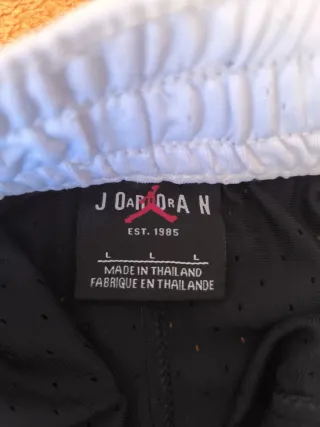 JORDAN
EST. 1985
L L L
MADE IN THAILAND
FABRIQUE EN THAILANDE